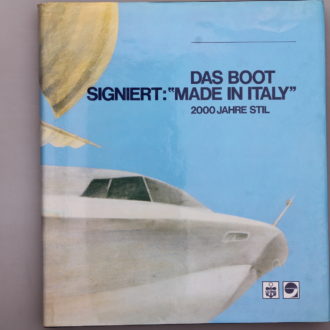 DAS BOOT
SIGNIERT: "MADE IN ITALY"
2000 JAHRE STIL